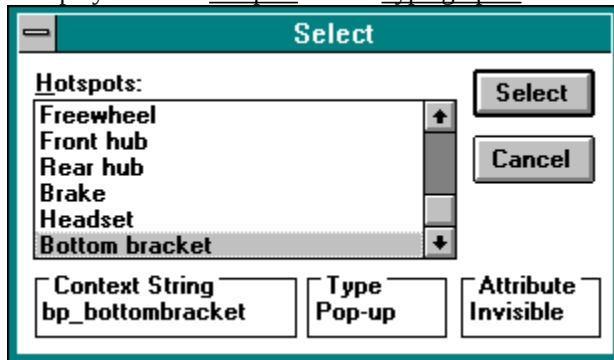 Select
Hotspots:
Freewheel
Front hub
Rear hub
Brake
Headset
Bottom bracket
Select
Cancel
Context String
bp_bottombracket
Type
Pop-up
Attribute
Invisible